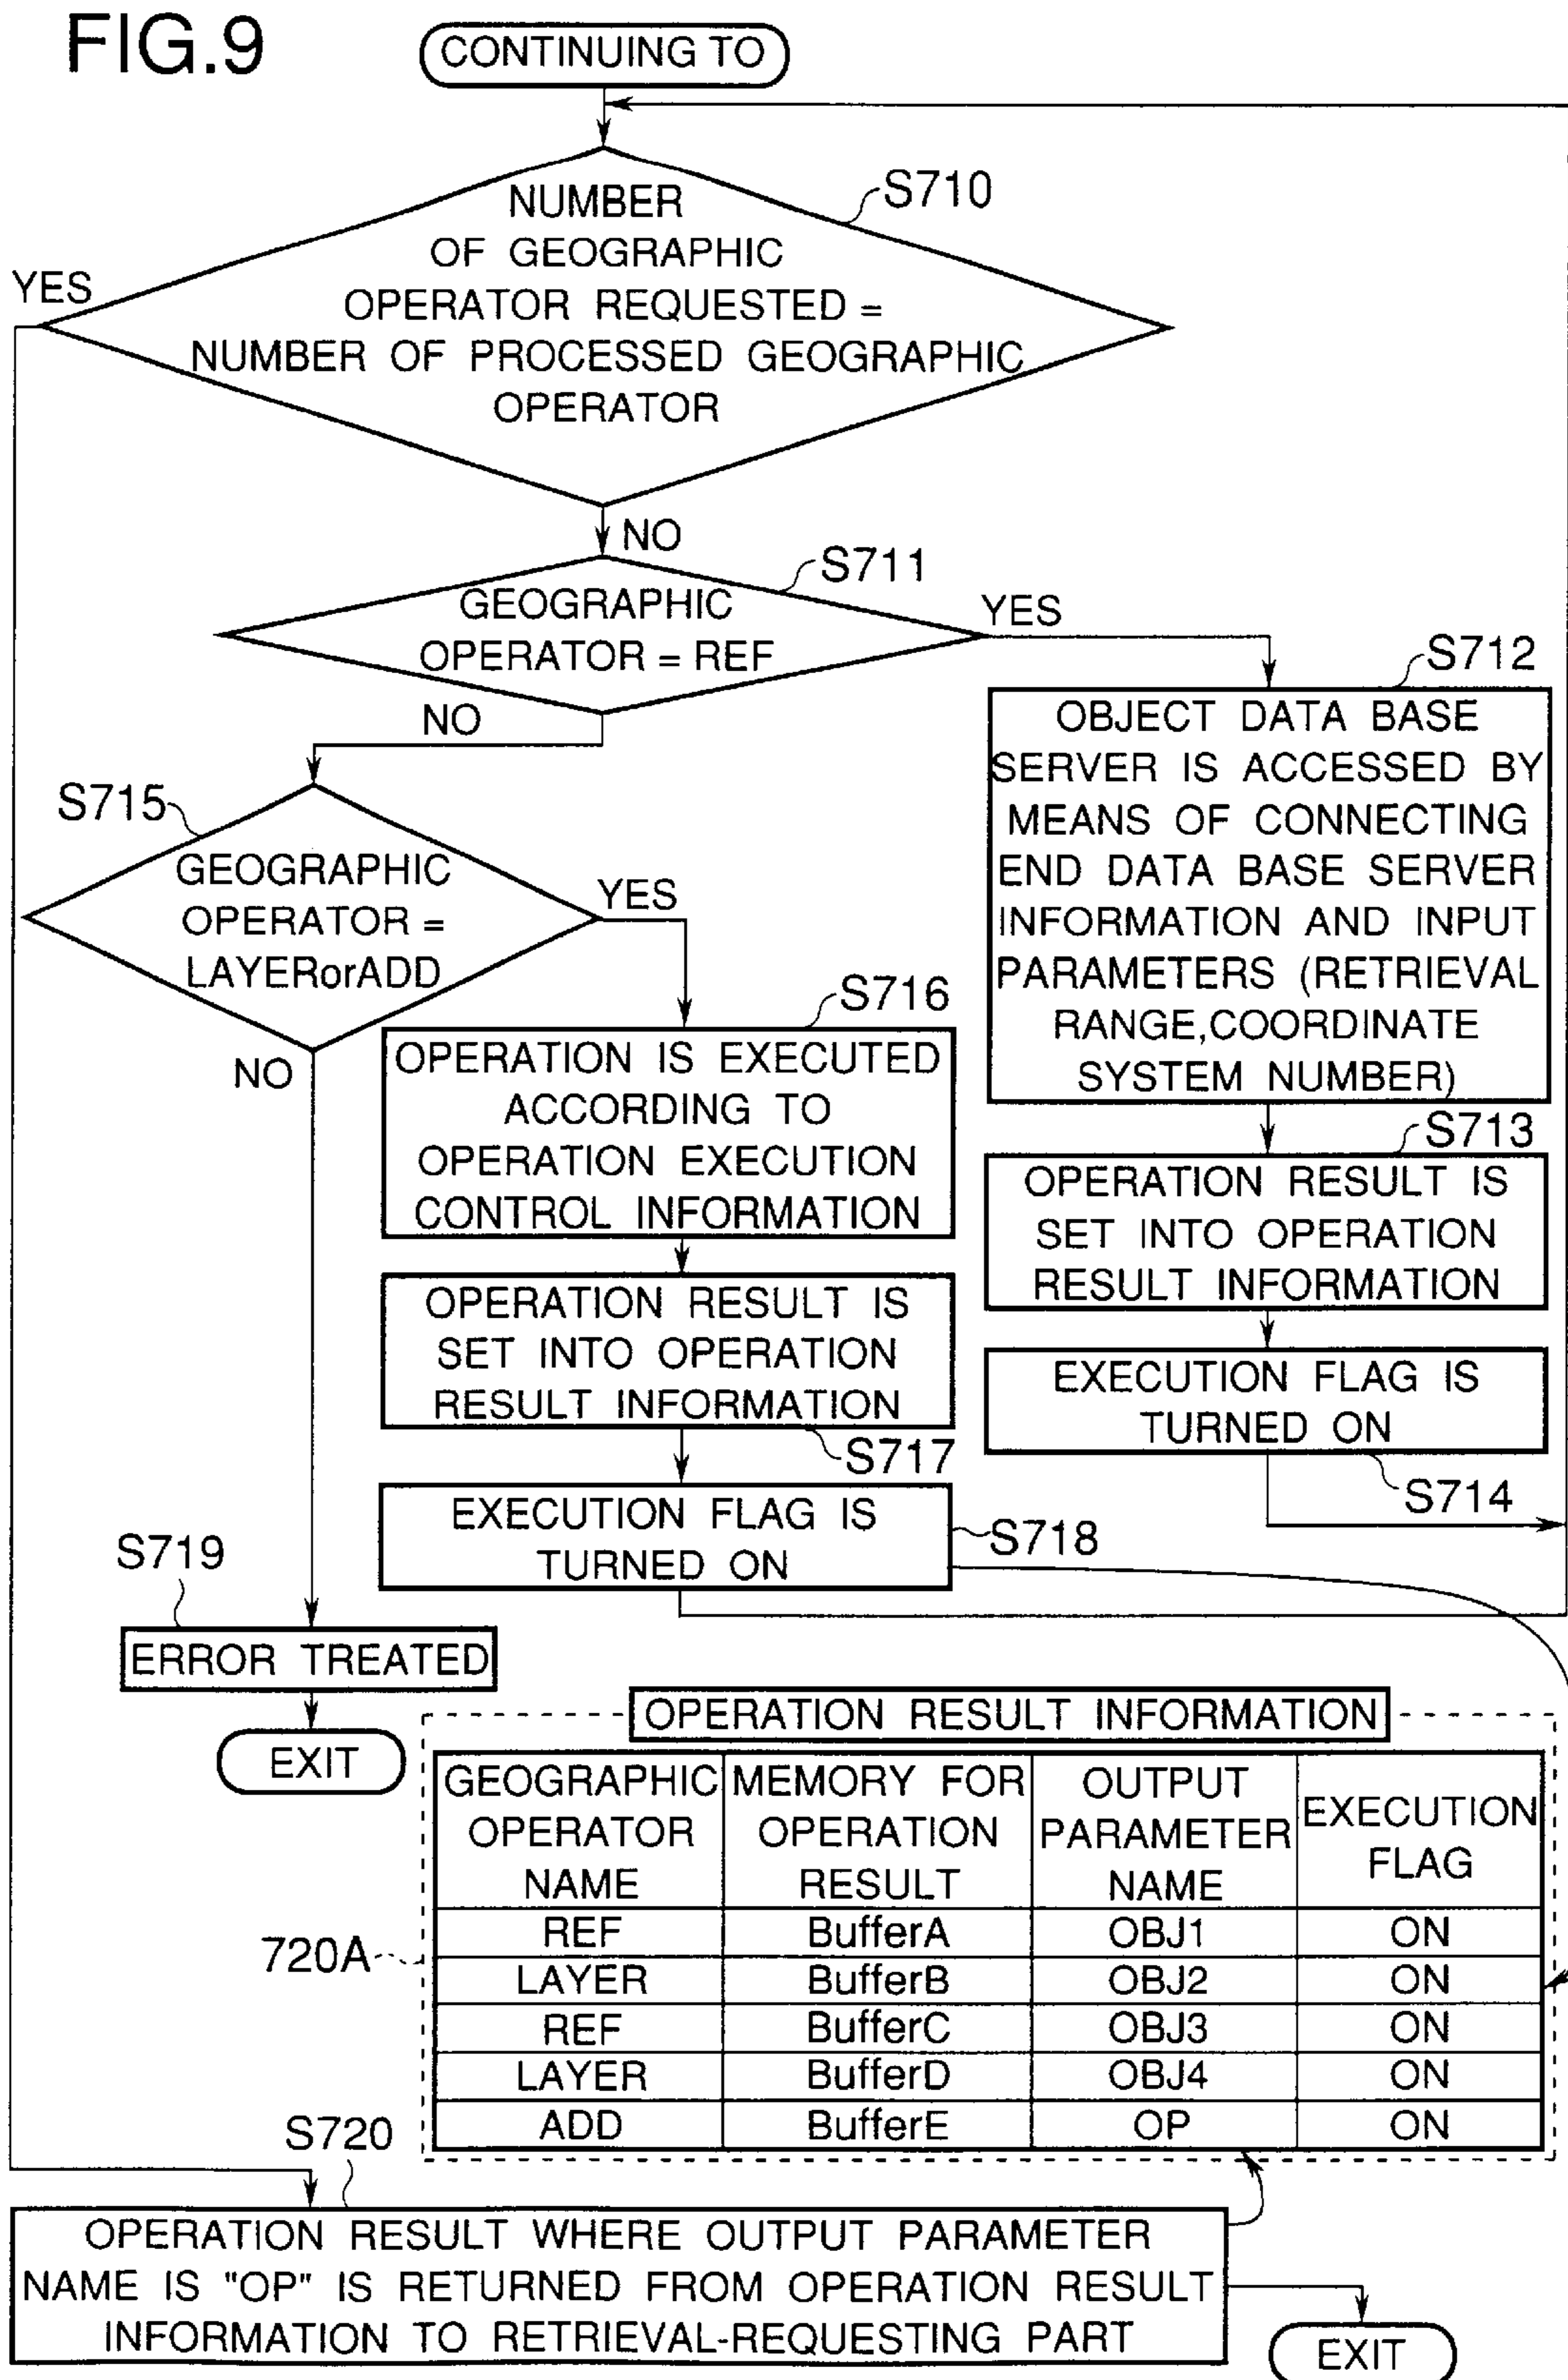 FIG.9
CONTINUING TO
S710
NUMBER
OF GEOGRAPHIC
OPERATOR REQUESTED =
NUMBER OF PROCESSED GEOGRAPHIC
OPERATOR
YES
NO
S711
GEOGRAPHIC
OPERATOR = REF
YES
NO
S712
OBJECT DATA BASE
SERVER IS ACCESSED BY
MEANS OF CONNECTING
END DATA BASE SERVER
INFORMATION AND INPUT
PARAMETERS (RETRIEVAL
RANGE,COORDINATE
SYSTEM NUMBER)
S713
OPERATION RESULT IS
SET INTO OPERATION
RESULT INFORMATION
EXECUTION FLAG IS
TURNED ON
S714
S715
GEOGRAPHIC
OPERATOR =
LAYERorADD
YES
NO
S716
OPERATION IS EXECUTED
ACCORDING TO
OPERATION EXECUTION
CONTROL INFORMATION
OPERATION RESULT IS
SET INTO OPERATION
RESULT INFORMATION
S717
EXECUTION FLAG IS
TURNED ON
S718
S719
ERROR TREATED
EXIT
OPERATION RESULT INFORMATION
GEOGRAPHIC
OPERATOR
NAME
MEMORY FOR
OPERATION
RESULT
OUTPUT
PARAMETER
NAME
EXECUTION
FLAG
REF BufferA OBJ1 ON
720A
LAYER BufferB OBJ2 ON
REF BufferC OBJ3 ON
LAYER BufferD OBJ4 ON
ADD BufferE OP ON
S720
OPERATION RESULT WHERE OUTPUT PARAMETER
NAME IS "OP" IS RETURNED FROM OPERATION RESULT
INFORMATION TO RETRIEVAL-REQUESTING PART
EXIT